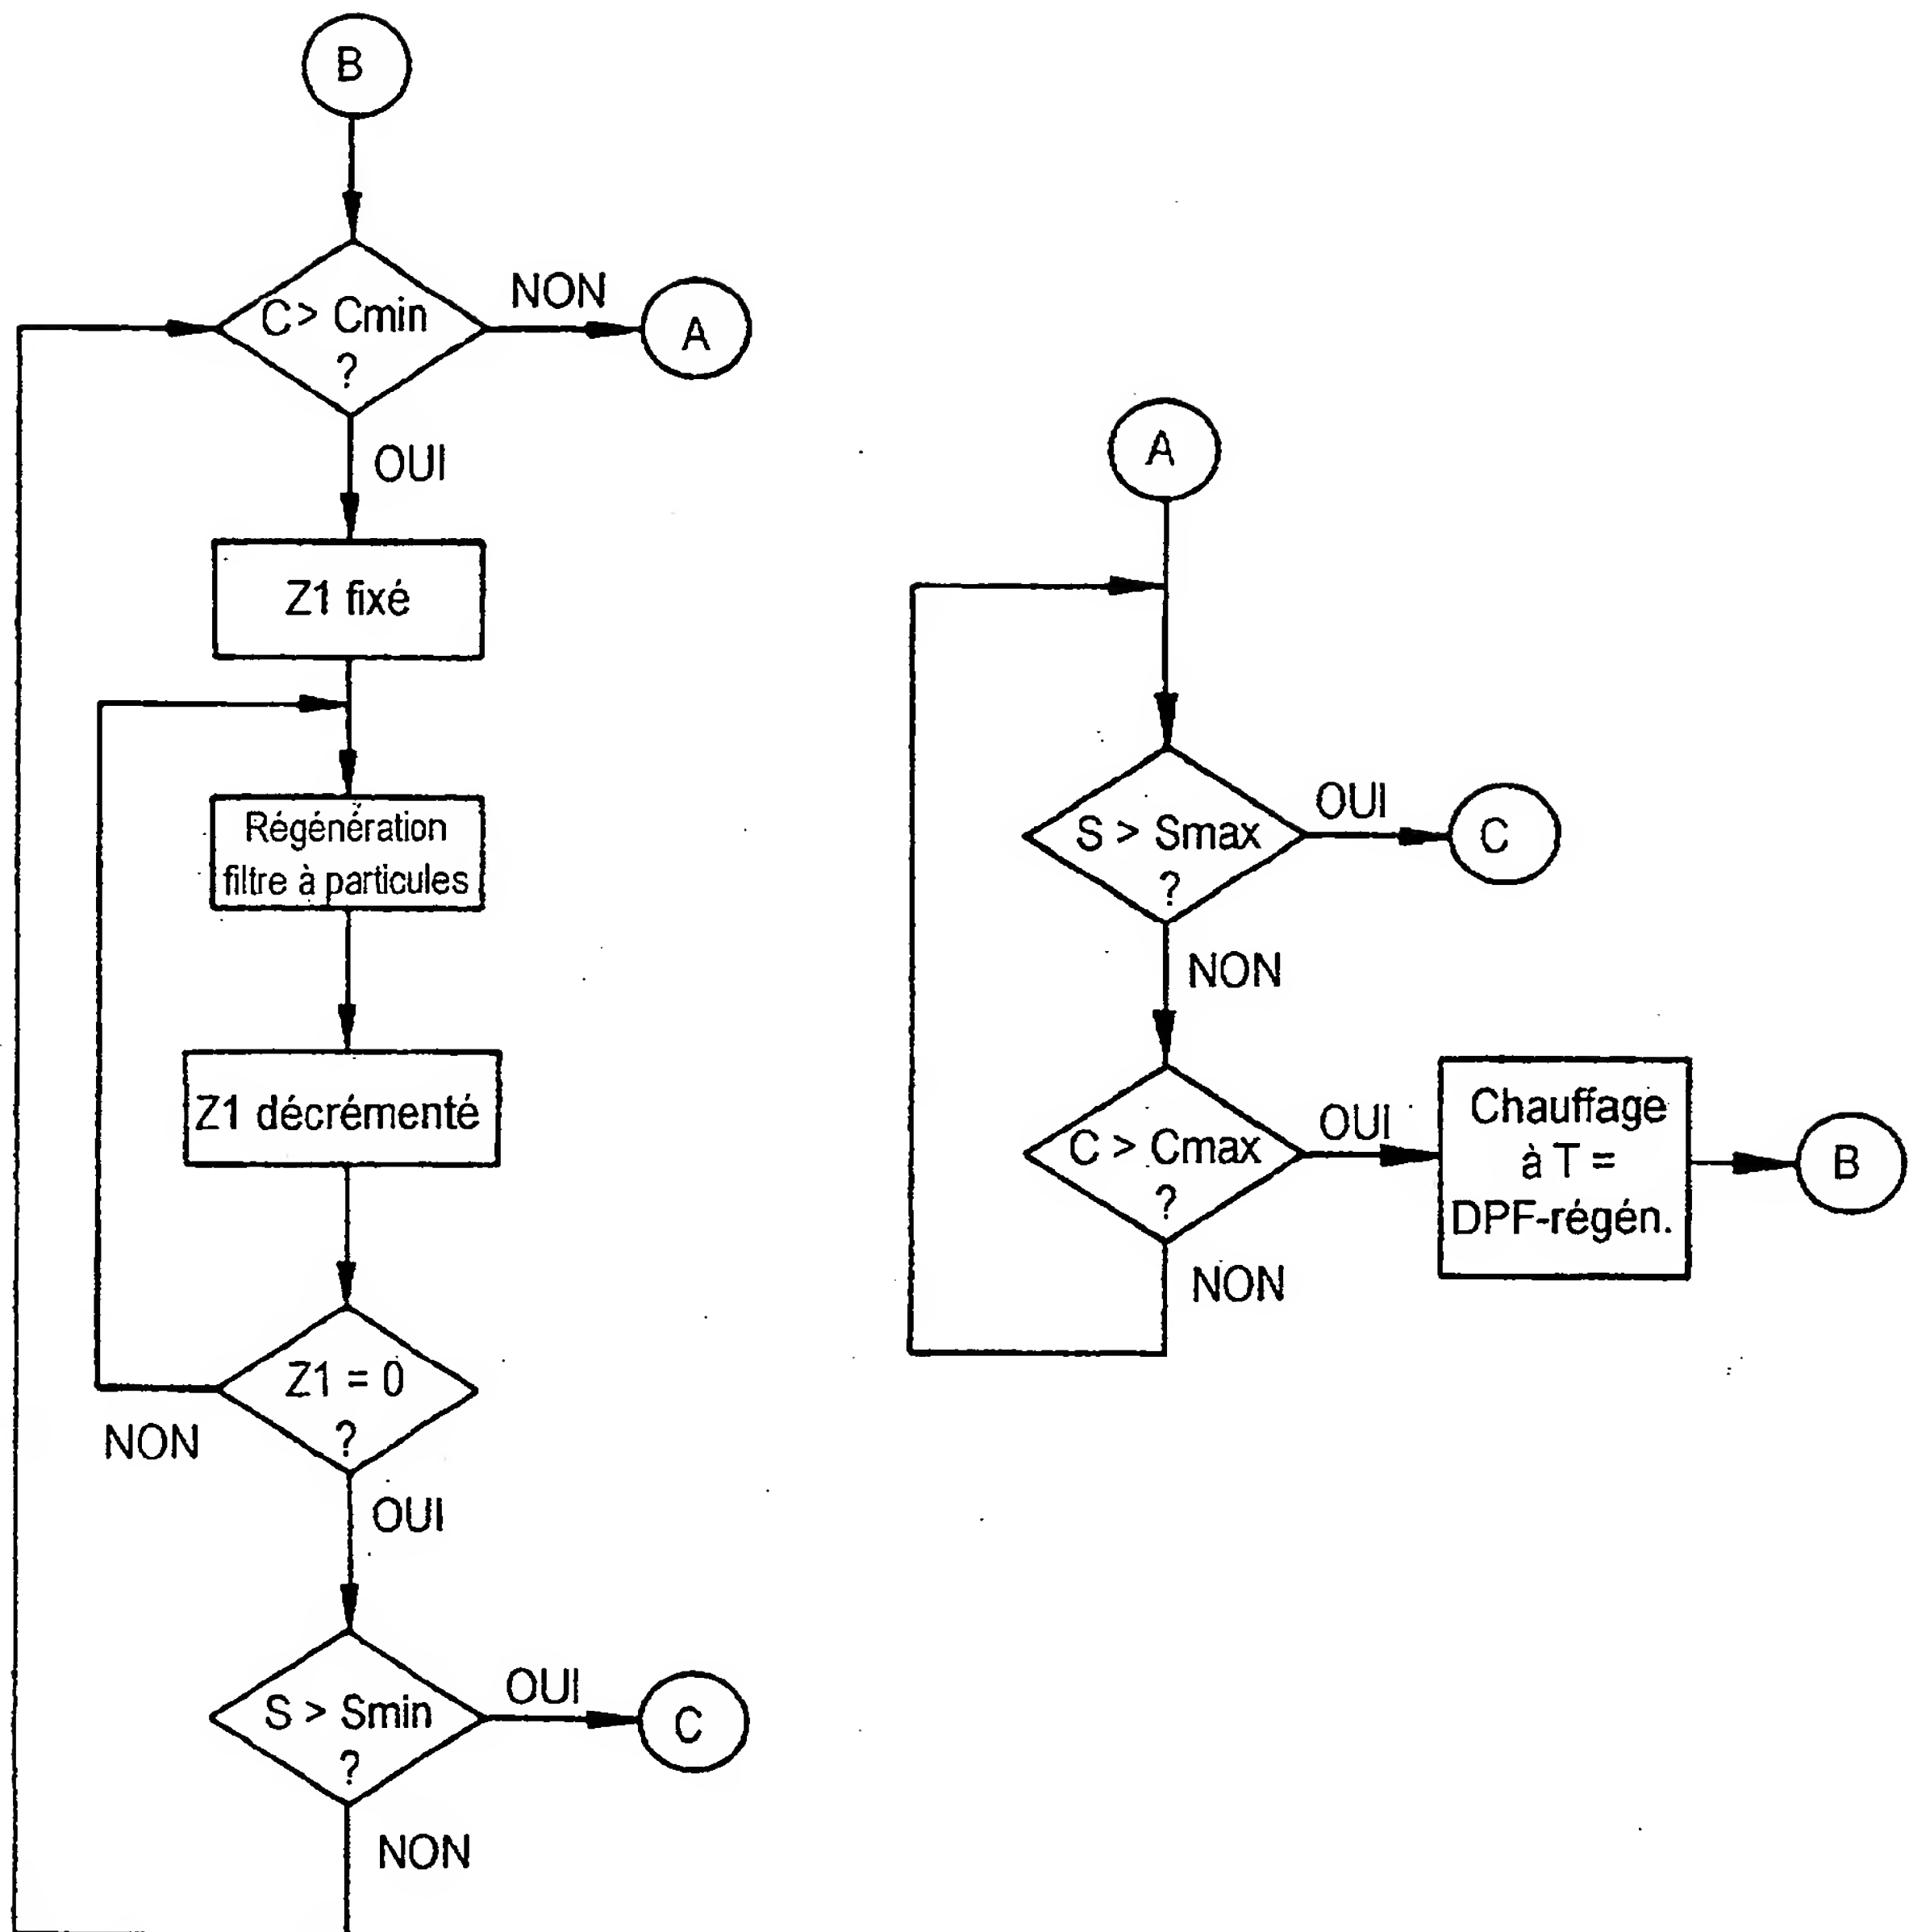 B
C > Cmin
?
NON
A
OUI
Z1 fixé
Régénération
filtre à particules
Z1 décrémenté
Z1 = 0
?
NON
OUI
S > Smin
?
OUI
C
NON
A
S > Smax
?
OUI
C
NON
C > Cmax
?
OUI
Chauffage
à T =
DPF-régén.
B
NON